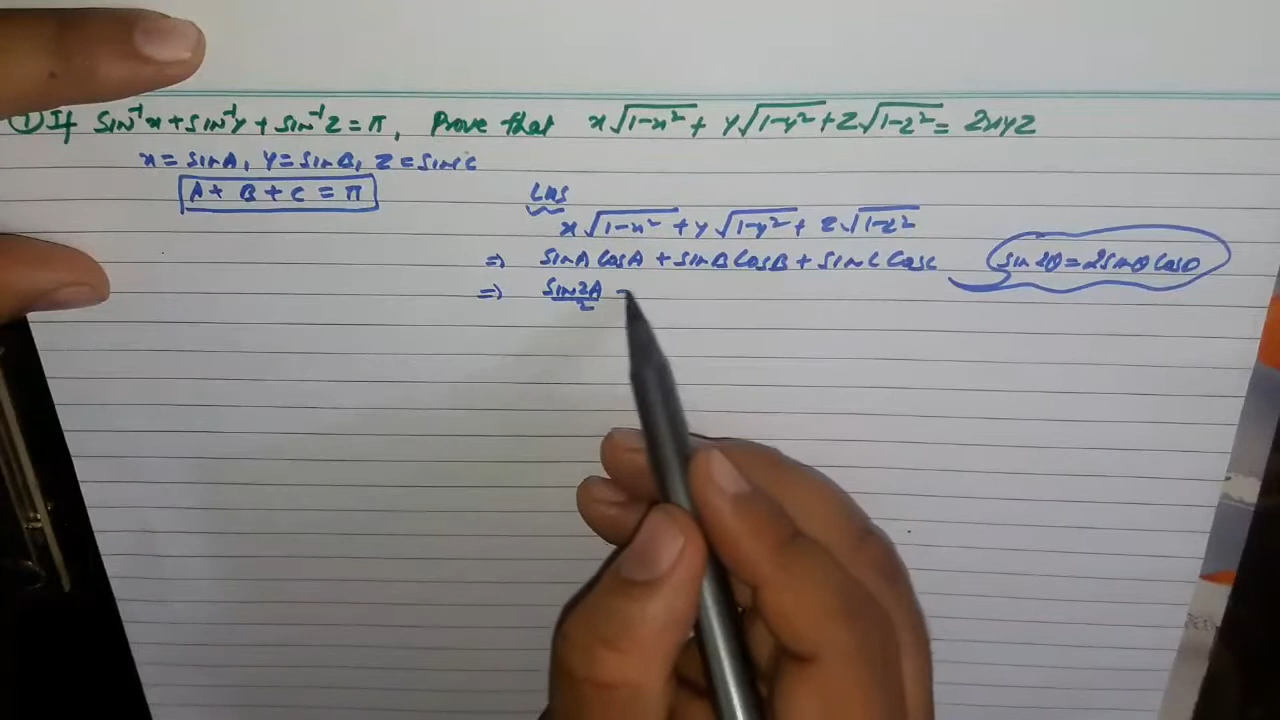 ① If Sin⁻¹x + Sin⁻¹y + Sin⁻¹z = π, Prove that x√(1-x²) + y√(1-y²) + z√(1-z²) = 2xyz
x = SinA, y = SinB, z = SinC
A + B + C = π
LHS
x√(1-x²) + y√(1-y²) + z√(1-z²)
⇒ SinA CosA + SinB CosB + SinC CosC
Sin2θ = 2Sinθ Cosθ
⇒ Sin2A/2 -